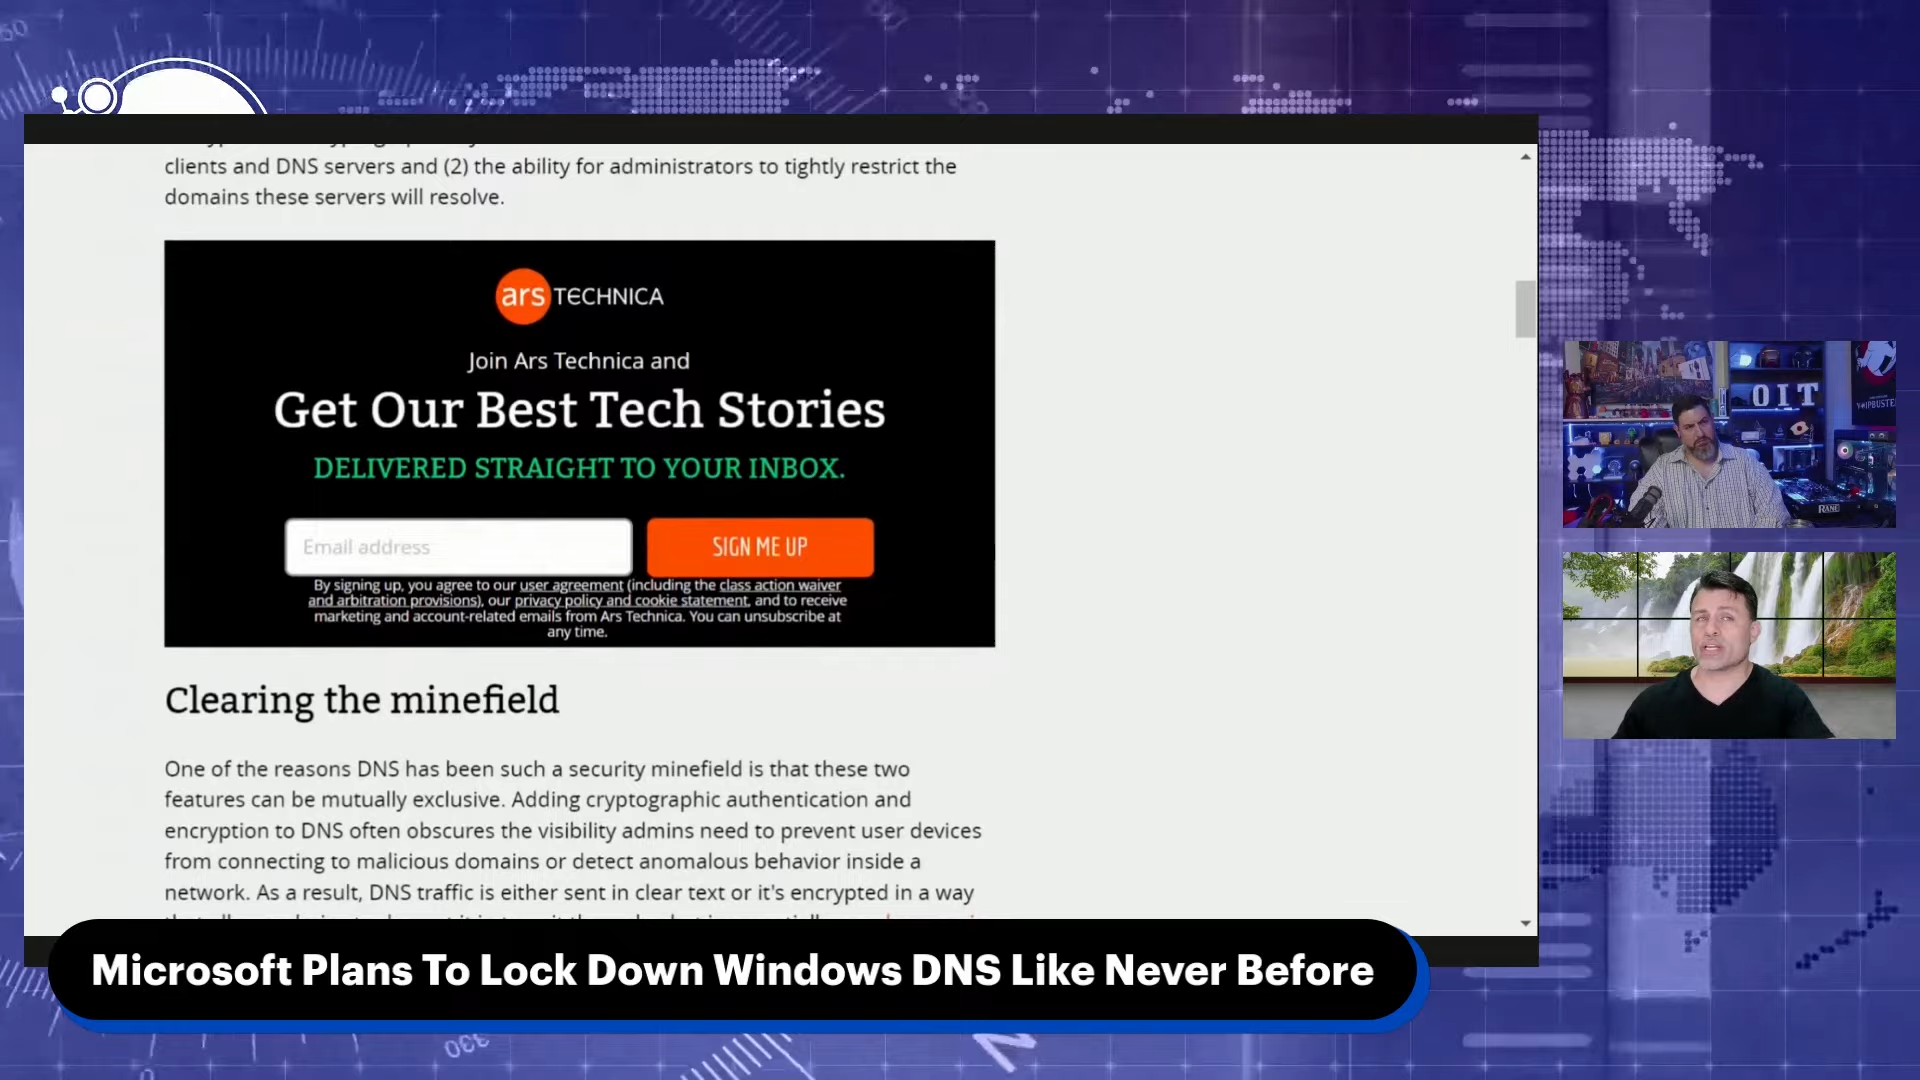 clients and DNS servers and (2) the ability for administrators to tightly restrict the
domains these servers will resolve.
ars TECHNICA
Join Ars Technica and
Get Our Best Tech Stories
DELIVERED STRAIGHT TO YOUR INBOX.
Email address
SIGN ME UP
By signing up, you agree to our user agreement (including the class action waiver
and arbitration provisions), our privacy policy and cookie statement, and to receive
marketing and account-related emails from Ars Technica. You can unsubscribe at
any time.
Clearing the minefield
One of the reasons DNS has been such a security minefield is that these two
features can be mutually exclusive. Adding cryptographic authentication and
encryption to DNS often obscures the visibility admins need to prevent user devices
from connecting to malicious domains or detect anomalous behavior inside a
network. As a result, DNS traffic is either sent in clear text or it's encrypted in a way
Microsoft Plans To Lock Down Windows DNS Like Never Before
OIT
RANE
330
N